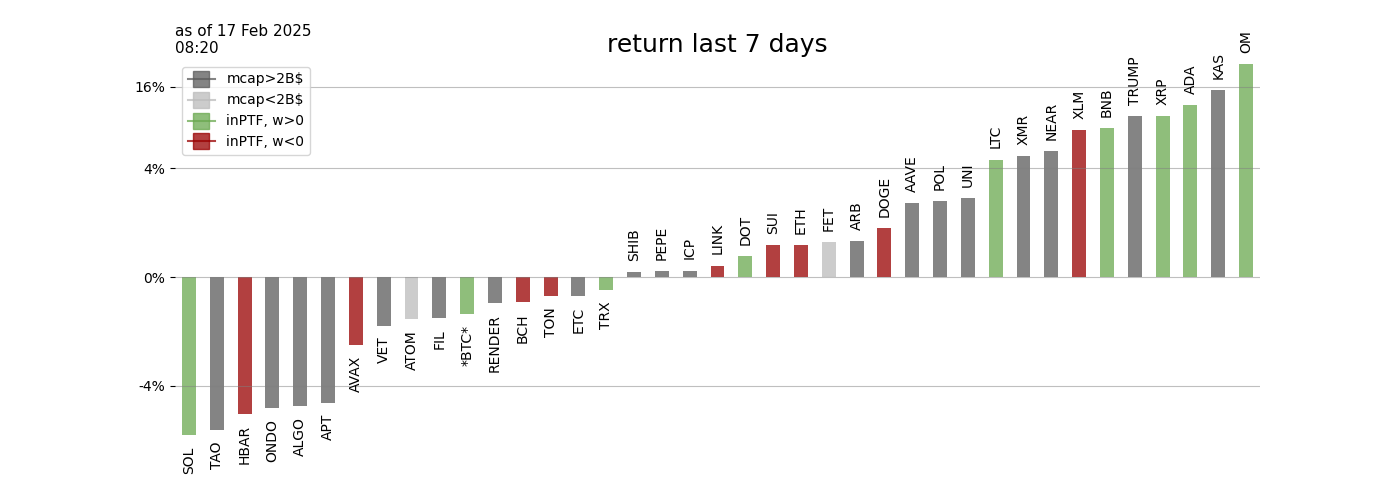 as of 17 Feb 2025
08:20
return last 7 days
mcap>2B$
mcap<2B$
inPTF, w>0
inPTF, w<0
16%
4%
0%
-4%
SOL
TAO
HBAR
ONDO
ALGO
APT
AVAX
VET
ATOM
FIL
*BTC*
RENDER
BCH
TON
ETC
TRX
SHIB
PEPE
ICP
LINK
DOT
SUI
ETH
FET
ARB
DOGE
AAVE
POL
UNI
LTC
XMR
NEAR
XLM
BNB
TRUMP
XRP
ADA
KAS
OM